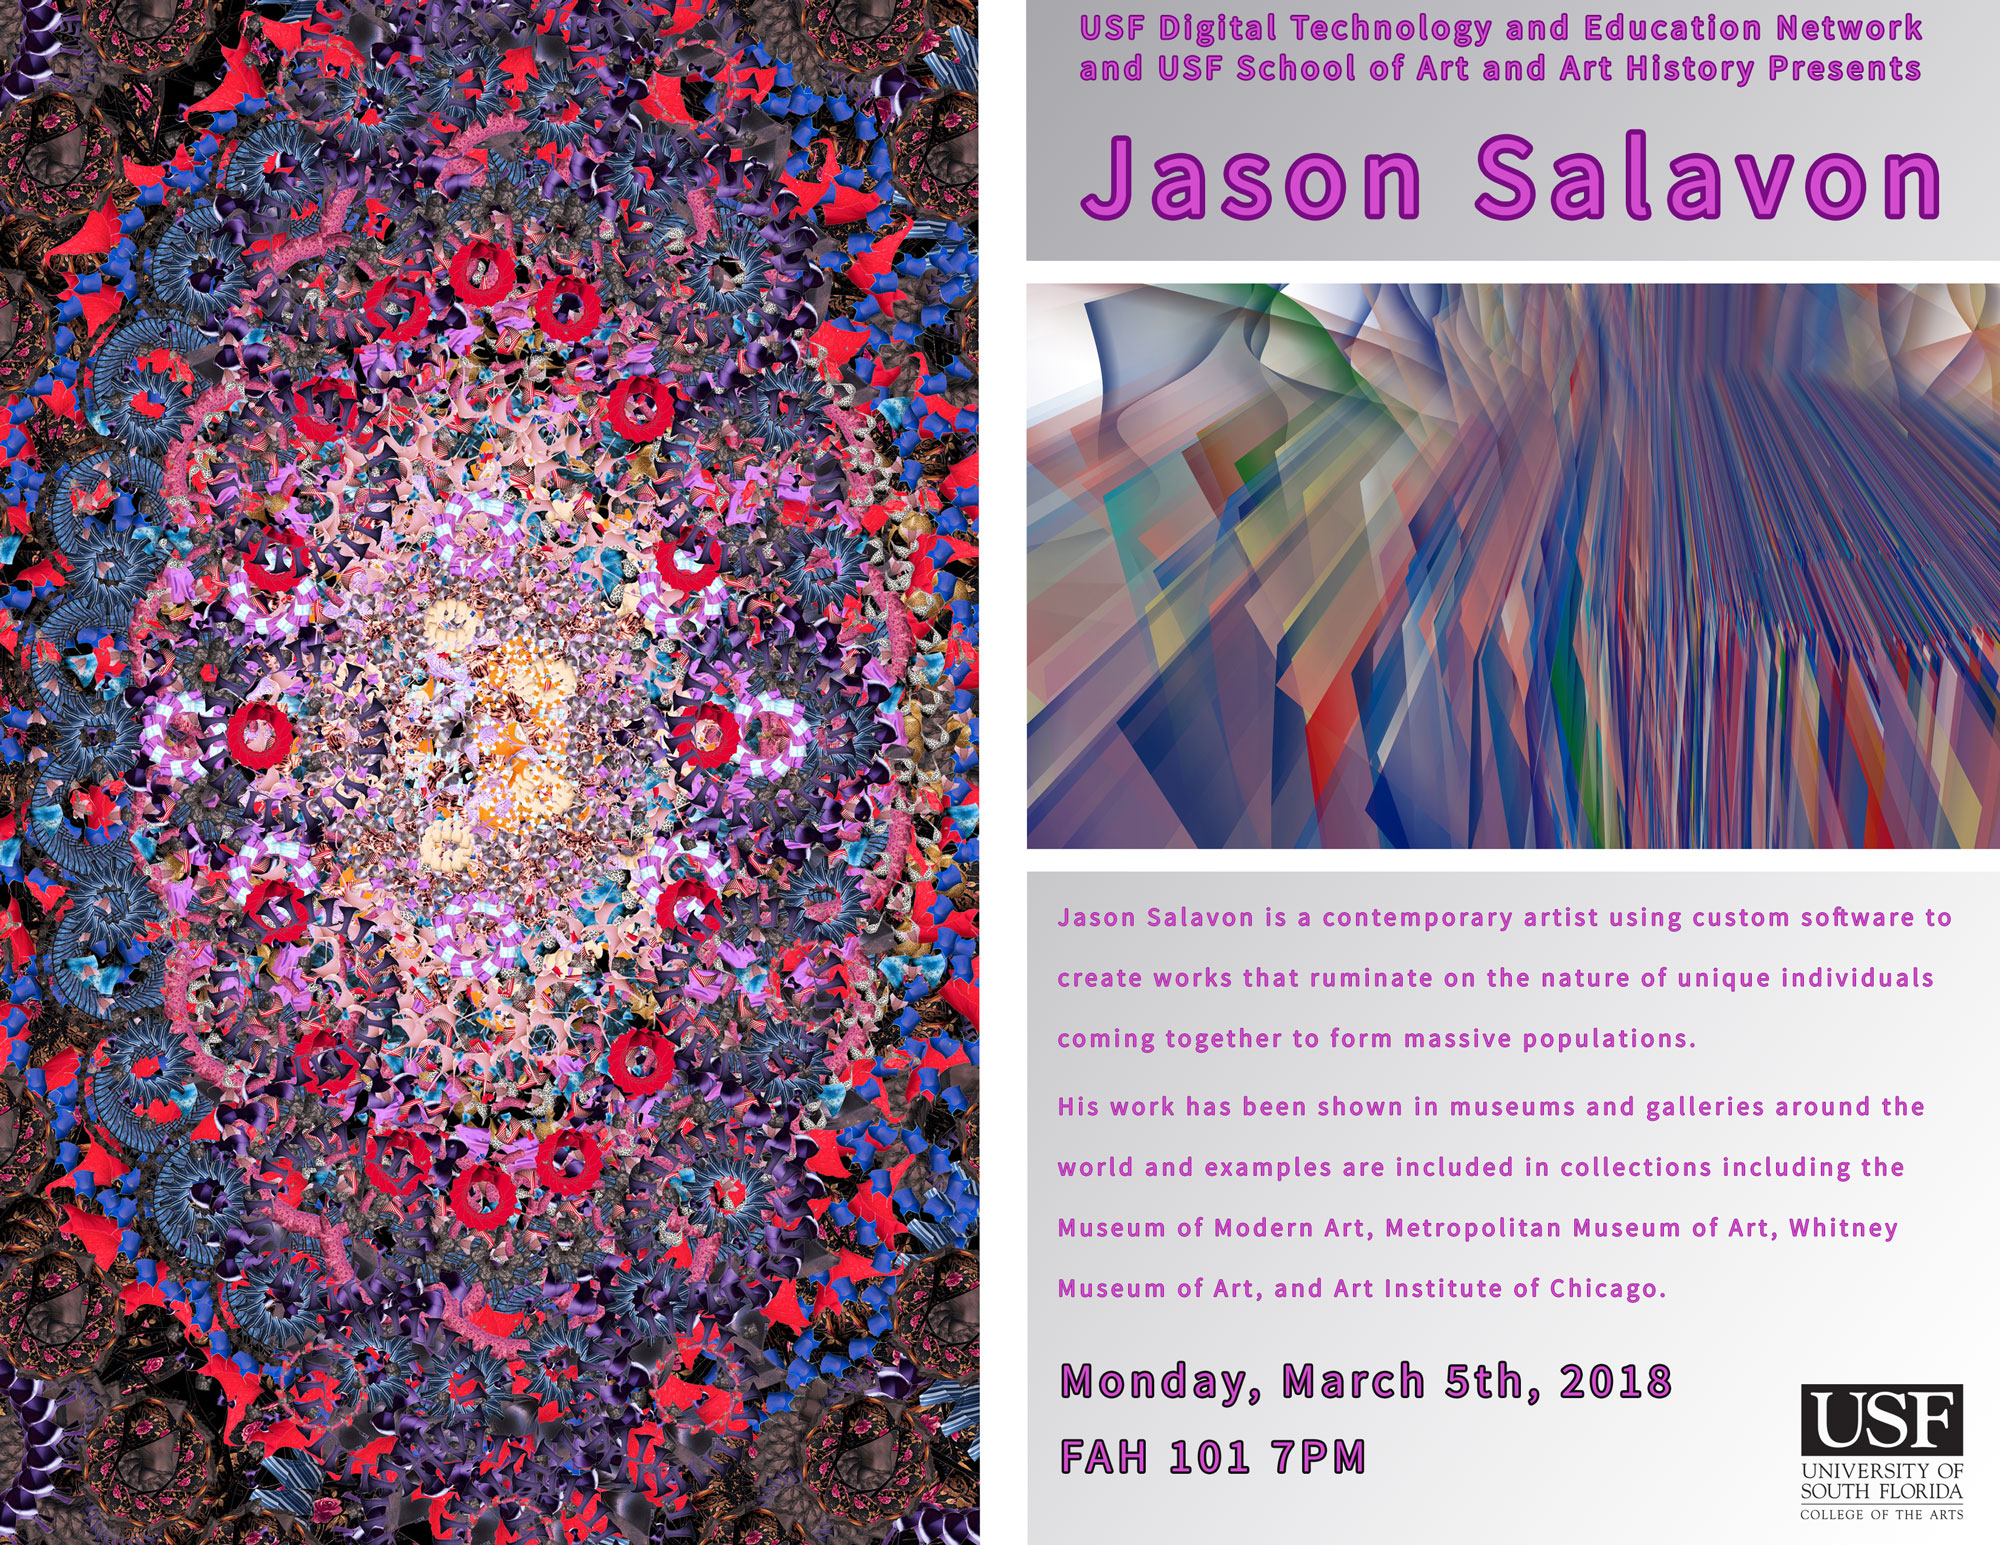 USF Digital Technology and Education Network
and USF School of Art and Art History Presents
Jason Salavon
Jason Salavon is a contemporary artist using custom software to
create works that ruminate on the nature of unique individuals
coming together to form massive populations.
His work has been shown in museums and galleries around the
world and examples are included in collections including the
Museum of Modern Art, Metropolitan Museum of Art, Whitney
Museum of Art, and Art Institute of Chicago.
Monday, March 5th, 2018
FAH 101 7PM
USF
UNIVERSITY OF
SOUTH FLORIDA
COLLEGE OF THE ARTS